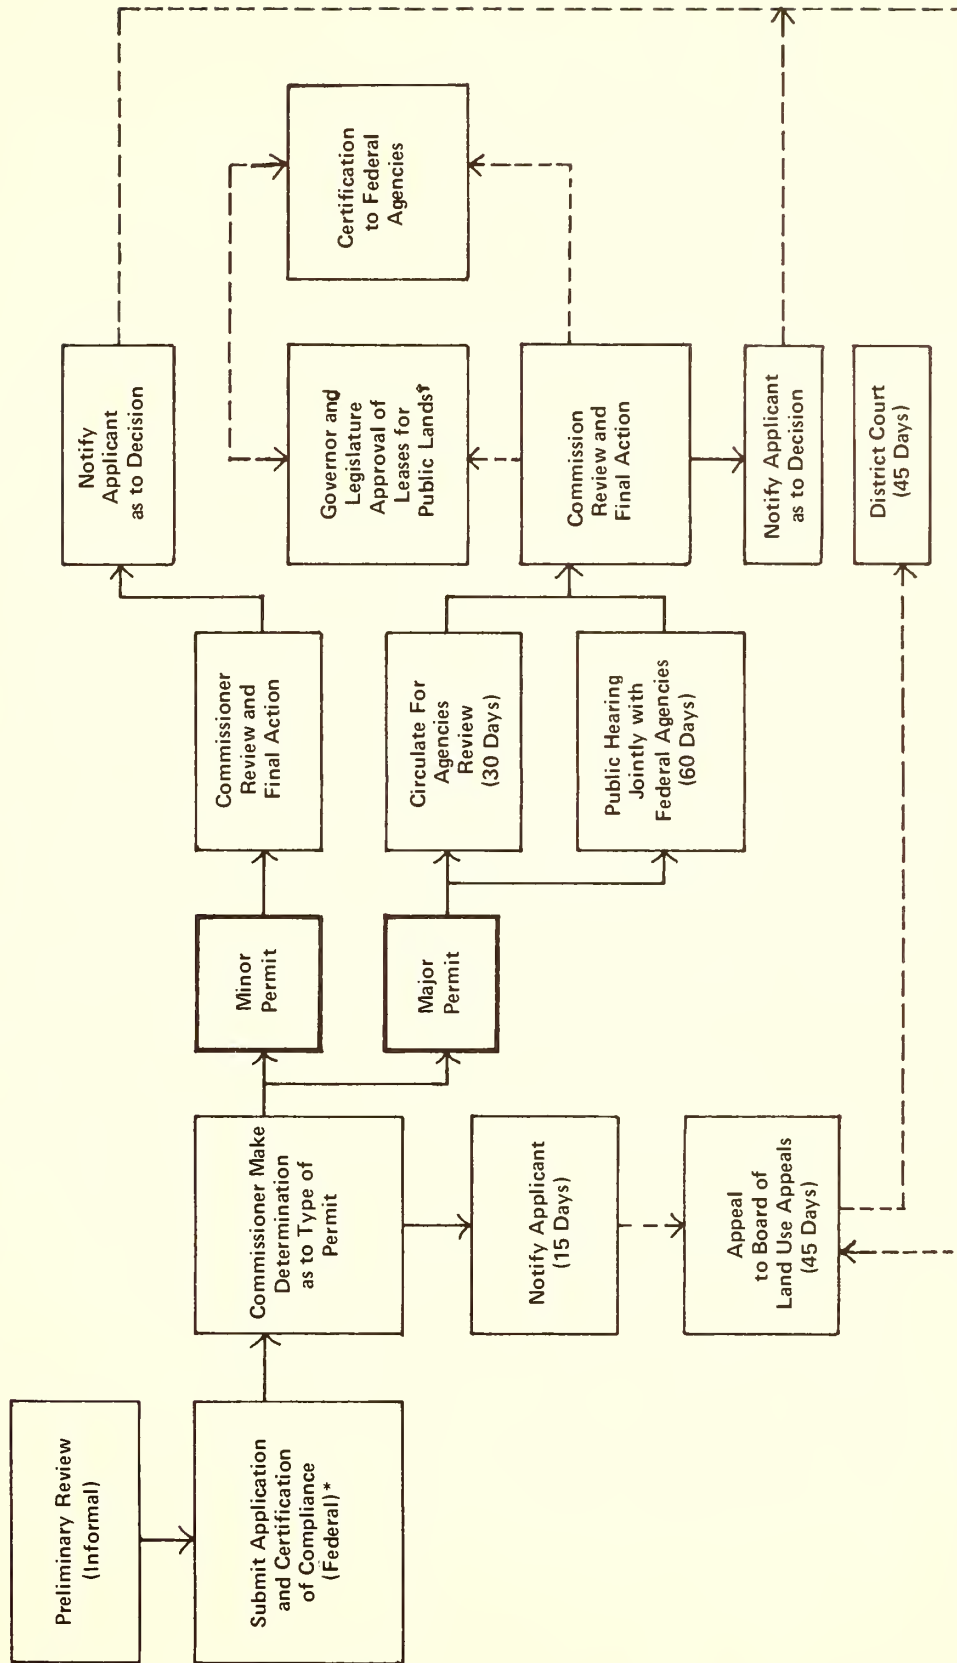 Preliminary Review
(Informal)
Submit Application
and Certification
of Compliance
(Federal)*
Commissioner Make
Determination
as to Type of
Permit
Notify Applicant
(15 Days)
Appeal
to Board of
Land Use Appeals
(45 Days)
Minor
Permit
Major
Permit
Commissioner
Review and
Final Action
Circulate For
Agencies
Review
(30 Days)
Public Hearing
Jointly with
Federal Agencies
(60 Days)
Notify
Applicant
as to Decision
Governor and
Legislature
Approval of
Leases for
Public Lands†
Commission
Review and
Final Action
Notify Applicant
as to Decision
District Court
(45 Days)
Certification
to Federal
Agencies